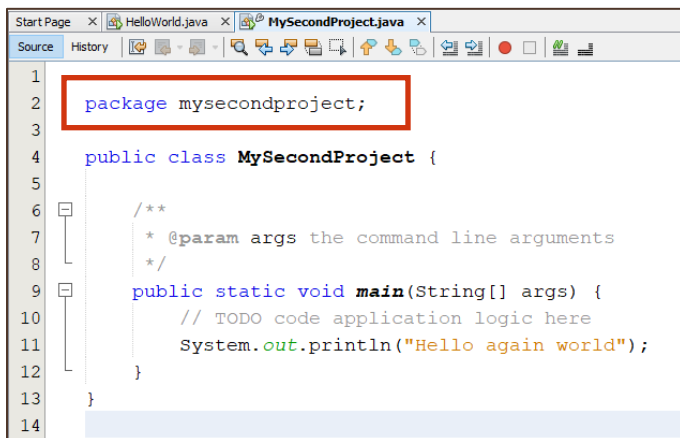 Start Page HelloWorld.java MySecondProject.java
Source History
1
2 package mysecondproject;
3
4 public class MySecondProject {
5
6 /**
7 * @param args the command line arguments
8 */
9 public static void main(String[] args) {
10 // TODO code application logic here
11 System.out.println("Hello again world");
12 }
13 }
14